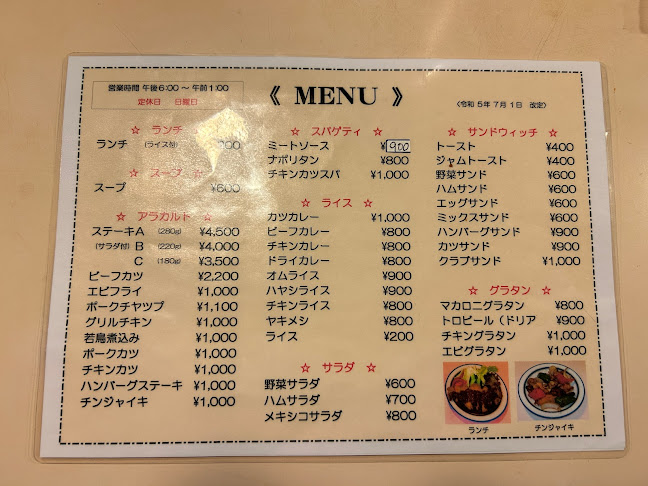 営業時間 午後6:00 〜 午前1:00
定休日 日曜日
《 MENU 》
〈令和 5年 7月 1日 改定〉
☆ ランチ ☆
ランチ (ライス付)
☆ スープ ☆
スープ ¥600
☆ アラカルト ☆
ステーキA (280g) ¥4,500
(サラダ付) B (220g) ¥4,000
C (180g) ¥3,500
ビーフカツ ¥2,200
エビフライ ¥1,000
ポークチャツプ ¥1,100
グリルチキン ¥1,000
若鳥煮込み ¥1,000
ポークカツ ¥1,000
チキンカツ ¥1,000
ハンバーグステーキ ¥1,000
チンジャイキ ¥1,000
☆ スパゲティ ☆
ミートソース ¥900
ナポリタン ¥800
チキンカツスパ ¥1,000
☆ ライス ☆
カツカレー ¥1,000
ビーフカレー ¥800
チキンカレー ¥800
ドライカレー ¥800
オムライス ¥900
ハヤシライス ¥900
チキンライス ¥800
ヤキメシ ¥800
ライス ¥200
☆ サラダ ☆
野菜サラダ ¥600
ハムサラダ ¥700
メキシコサラダ ¥800
☆ サンドウィッチ ☆
トースト ¥400
ジャムトースト ¥400
野菜サンド ¥600
ハムサンド ¥600
エッグサンド ¥600
ミックスサンド ¥600
ハンバーグサンド ¥900
カツサンド ¥900
クラブサンド ¥1,000
☆ グラタン ☆
マカロニグラタン ¥800
トロピール(ドリア ¥900
チキングラタン ¥1,000
エビグラタン ¥1,000
ランチ
チンジャイキ